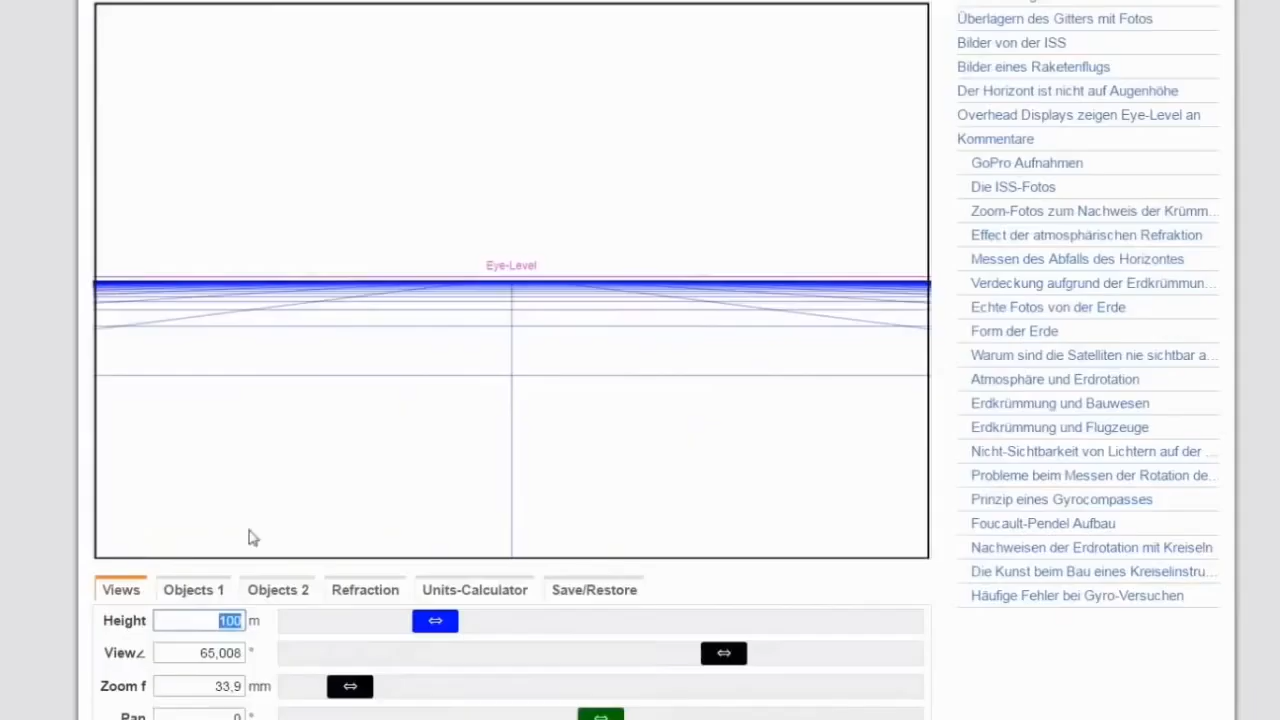 Überlagern des Gitters mit Fotos
Bilder von der ISS
Bilder eines Raketenflugs
Der Horizont ist nicht auf Augenhöhe
Overhead Displays zeigen Eye-Level an
Kommentare
GoPro Aufnahmen
Die ISS-Fotos
Zoom-Fotos zum Nachweis der Krümm...
Effect der atmosphärischen Refraktion
Messen des Abfalls des Horizontes
Verdeckung aufgrund der Erdkrümmun...
Echte Fotos von der Erde
Form der Erde
Warum sind die Satelliten nie sichtbar a...
Atmosphäre und Erdrotation
Erdkrümmung und Bauwesen
Erdkrümmung und Flugzeuge
Nicht-Sichtbarkeit von Lichtern auf der ...
Probleme beim Messen der Rotation de...
Prinzip eines Gyrocompasses
Foucault-Pendel Aufbau
Nachweisen der Erdrotation mit Kreiseln
Die Kunst beim Bau eines Kreiselinstru...
Häufige Fehler bei Gyro-Versuchen
Eye-Level
Views Objects 1 Objects 2 Refraction Units-Calculator Save/Restore
Height 100 m
View∠ 65,008 °
Zoom f 33,9 mm
Pan 0 °